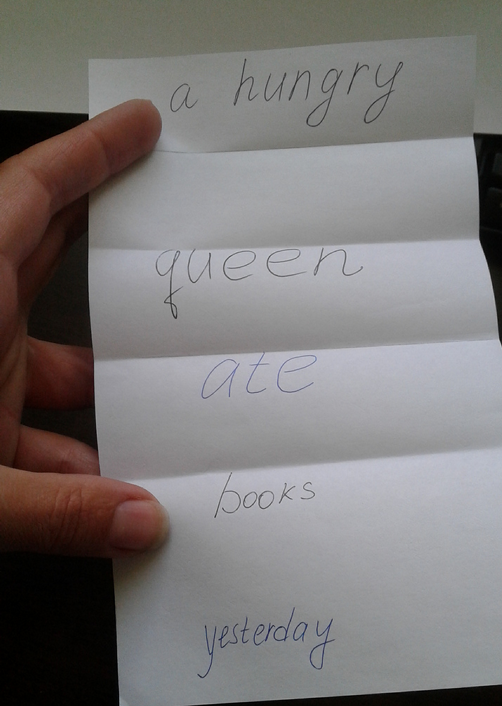 a hungry
queen
ate
books
yesterday